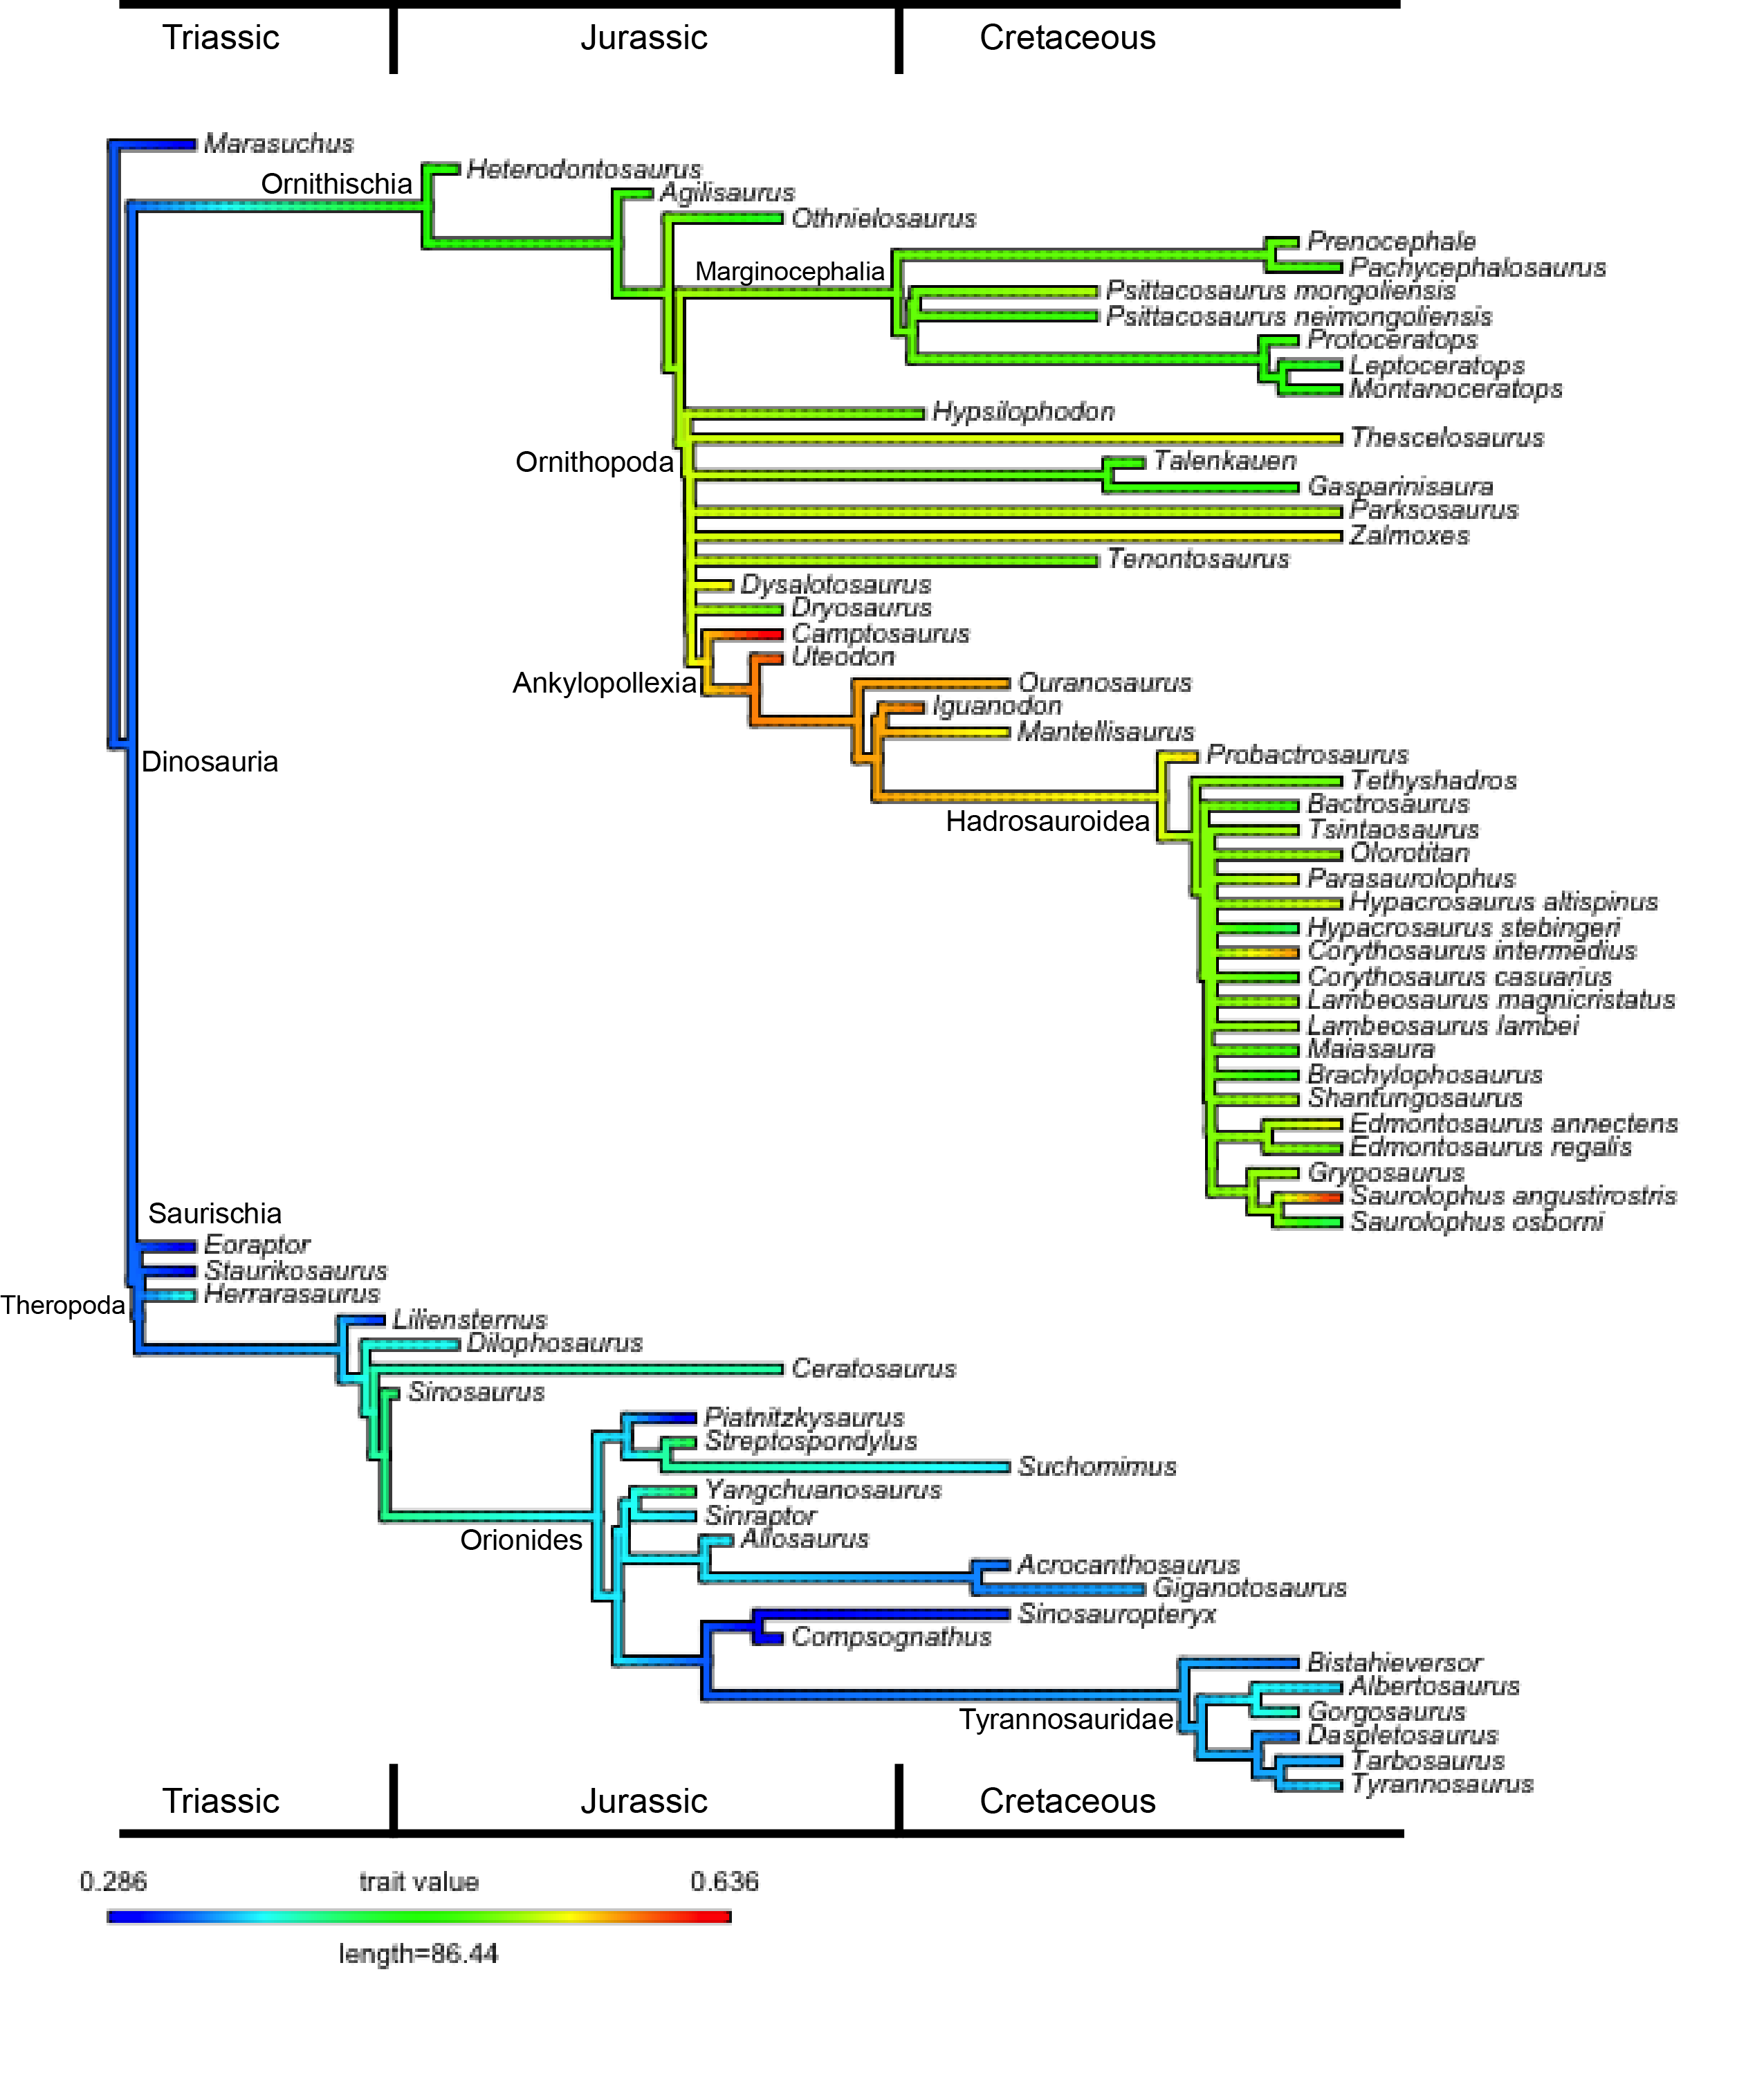 Triassic Jurassic Cretaceous
Marasuchus
Heterodontosaurus
Ornithischia
Agilisaurus
Othnielosaurus
Prenocephale
Marginocephalia
Pachycephalosaurus
Psittacosaurus mongoliensis
Psittacosaurus neimongoliensis
Protoceratops
Leptoceratops
Montanoceratops
Hypsilophodon
Thescelosaurus
Ornithopoda
Talenkauen
Gasparinisaura
Parksosaurus
Zalmoxes
Tenontosaurus
Dysalotosaurus
Dryosaurus
Camptosaurus
Uteodon
Ankylopollexia
Ouranosaurus
Iguanodon
Mantellisaurus
Probactrosaurus
Dinosauria
Tethyshadros
Bactrosaurus
Hadrosauroidea
Tsintaosaurus
Olorotitan
Parasaurolophus
Hypacrosaurus altispinus
Hypacrosaurus stebingeri
Corythosaurus intermedius
Corythosaurus casuarius
Lambeosaurus magnicristatus
Lambeosaurus lambei
Maiasaura
Brachylophosaurus
Shantungosaurus
Edmontosaurus annectens
Edmontosaurus regalis
Gryposaurus
Saurolophus angustirostris
Saurischia
Saurolophus osborni
Eoraptor
Staurikosaurus
Herrarasaurus
Theropoda
Liliensternus
Dilophosaurus
Ceratosaurus
Sinosaurus
Piatnitzkysaurus
Streptospondylus
Suchomimus
Yangchuanosaurus
Sinraptor
Orionides
Allosaurus
Acrocanthosaurus
Giganotosaurus
Sinosauropteryx
Compsognathus
Bistahieversor
Albertosaurus
Gorgosaurus
Tyrannosauridae
Daspletosaurus
Tarbosaurus
Tyrannosaurus
Triassic Jurassic Cretaceous
0.286 trait value 0.636
length=86.44